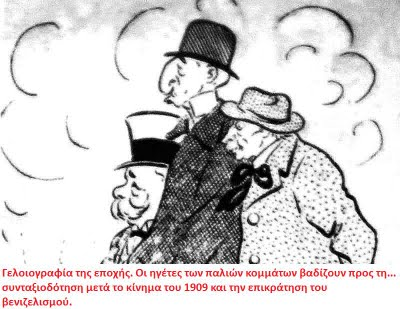 Γελοιογραφία της εποχής. Οι ηγέτες των παλιών κομμάτων βαδίζουν προς τη...
συνταξιοδότηση μετά το κίνημα του 1909 και την επικράτηση του
βενιζελισμού.